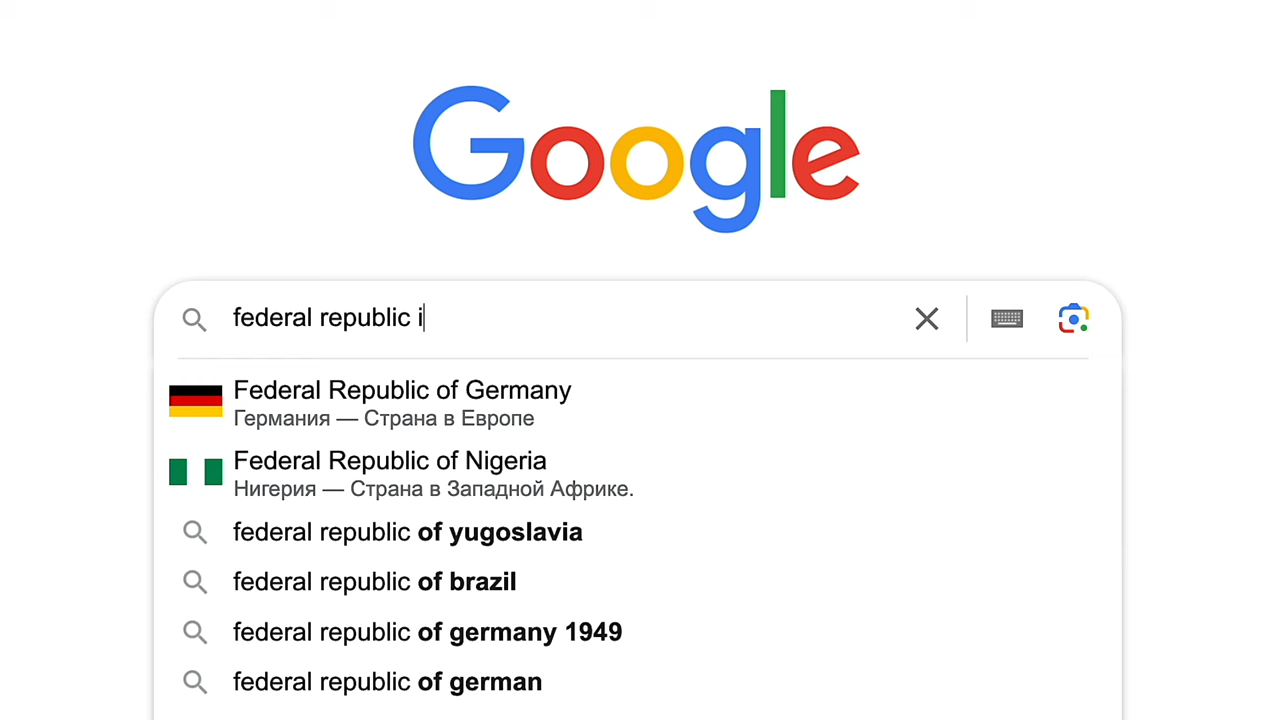 Google
federal republic i
Federal Republic of Germany
Германия — Страна в Европе
Federal Republic of Nigeria
Нигерия — Страна в Западной Африке.
federal republic of yugoslavia
federal republic of brazil
federal republic of germany 1949
federal republic of german